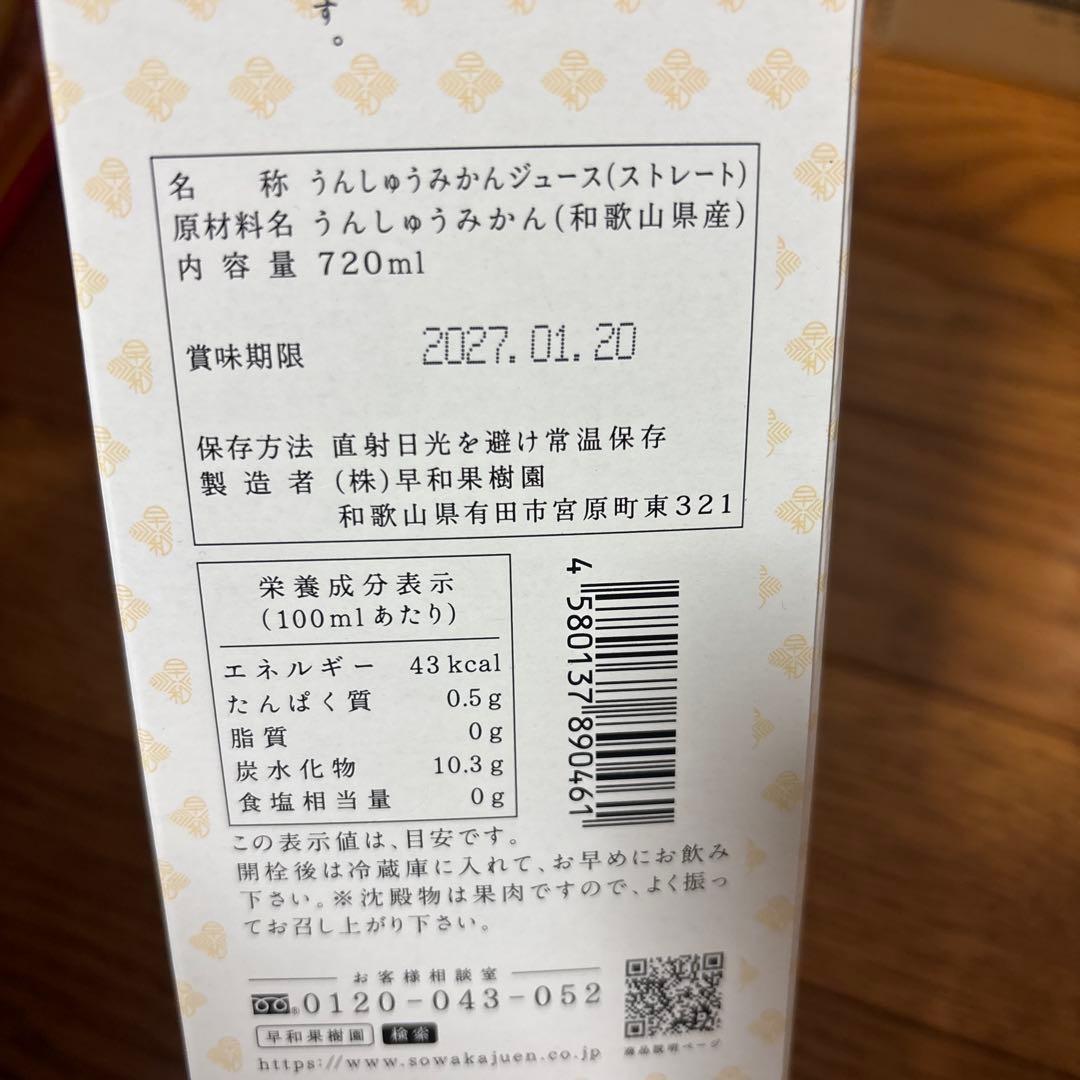 す。
名称 うんしゅうみかんジュース(ストレート)
原材料名 うんしゅうみかん(和歌山県産)
内容量 720ml
賞味期限 2027.01.20
保存方法 直射日光を避け常温保存
製造者 (株)早和果樹園
和歌山県有田市宮原町東321
栄養成分表示
(100mlあたり)
エネルギー 43kcal
たんぱく質 0.5g
脂質 0g
炭水化物 10.3g
食塩相当量 0g
4 580137 890461
この表示値は、目安です。
開栓後は冷蔵庫に入れて、お早めにお飲み
下さい。※沈殿物は果肉ですので、よく振っ
てお召し上がり下さい。
お客様相談室
0120-043-052
早和果樹園 検索
https://www.sowakajuen.co.jp
商品説明ページ